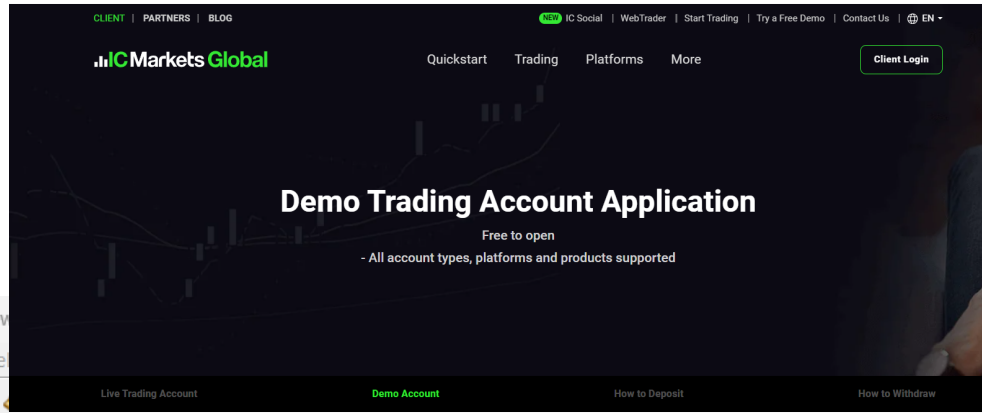 CLIENT | PARTNERS | BLOG
NEW IC Social | WebTrader | Start Trading | Try a Free Demo | Contact Us | EN
IC Markets Global
Quickstart Trading Platforms More
Client Login
Demo Trading Account Application
Free to open
- All account types, platforms and products supported
Live Trading Account Demo Account How to Deposit How to Withdraw